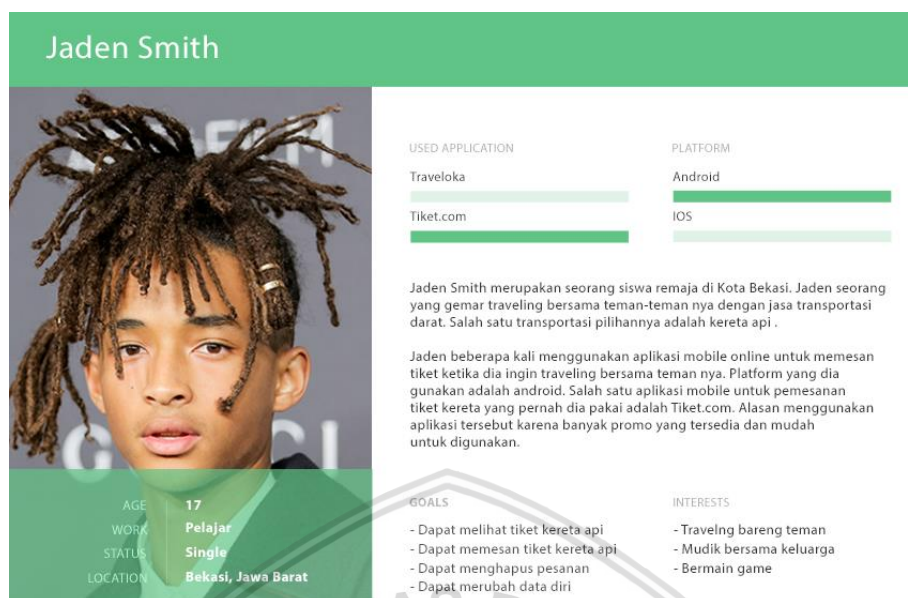 Jaden Smith
USED APPLICATION
PLATFORM
Traveloka
Android
Tiket.com
IOS
Jaden Smith merupakan seorang siswa remaja di Kota Bekasi. Jaden seorang
yang gemar traveling bersama teman-teman nya dengan jasa transportasi
darat. Salah satu transportasi pilihannya adalah kereta api .
Jaden beberapa kali menggunakan aplikasi mobile online untuk memesan
tiket ketika dia ingin traveling bersama teman nya. Platform yang dia
gunakan adalah android. Salah satu aplikasi mobile untuk pemesanan
tiket kereta yang pernah dia pakai adalah Tiket.com. Alasan menggunakan
aplikasi tersebut karena banyak promo yang tersedia dan mudah
untuk digunakan.
AGE 17
WORK Pelajar
STATUS Single
LOCATION Bekasi, Jawa Barat
GOALS
- Dapat melihat tiket kereta api
- Dapat memesan tiket kereta api
- Dapat menghapus pesanan
- Dapat merubah data diri
INTERESTS
- Travelng bareng teman
- Mudik bersama keluarga
- Bermain game